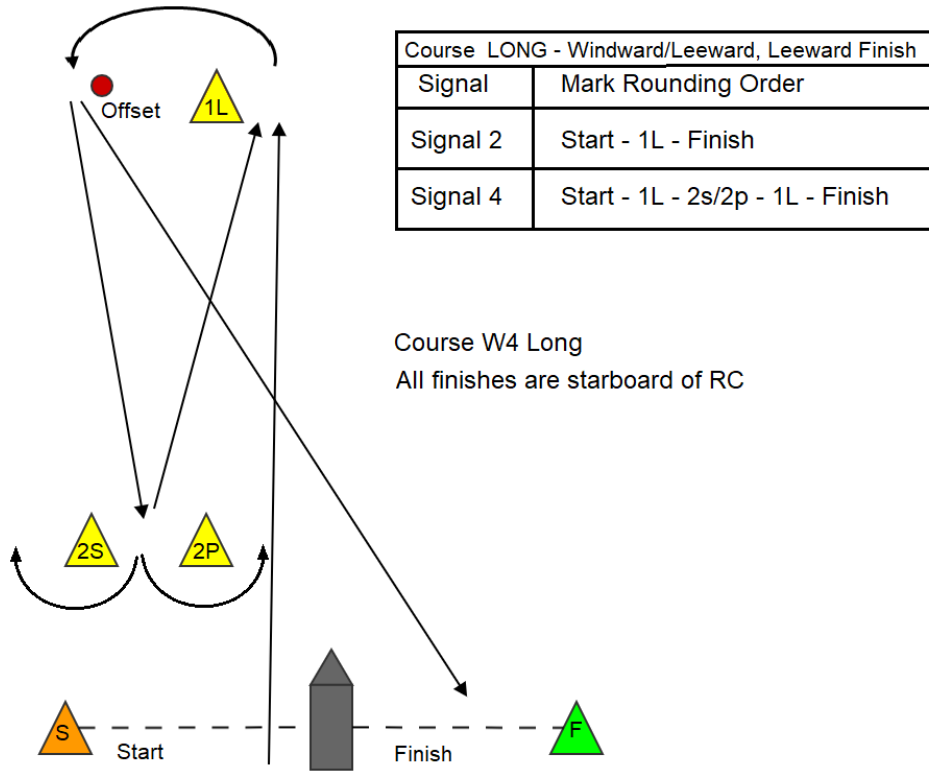 Course LONG - Windward/Leeward, Leeward Finish
Signal Mark Rounding Order
Signal 2 Start - 1L - Finish
Signal 4 Start - 1L - 2s/2p - 1L - Finish
Offset
1L
Course W4 Long
All finishes are starboard of RC
2S
2P
S
F
Start
Finish